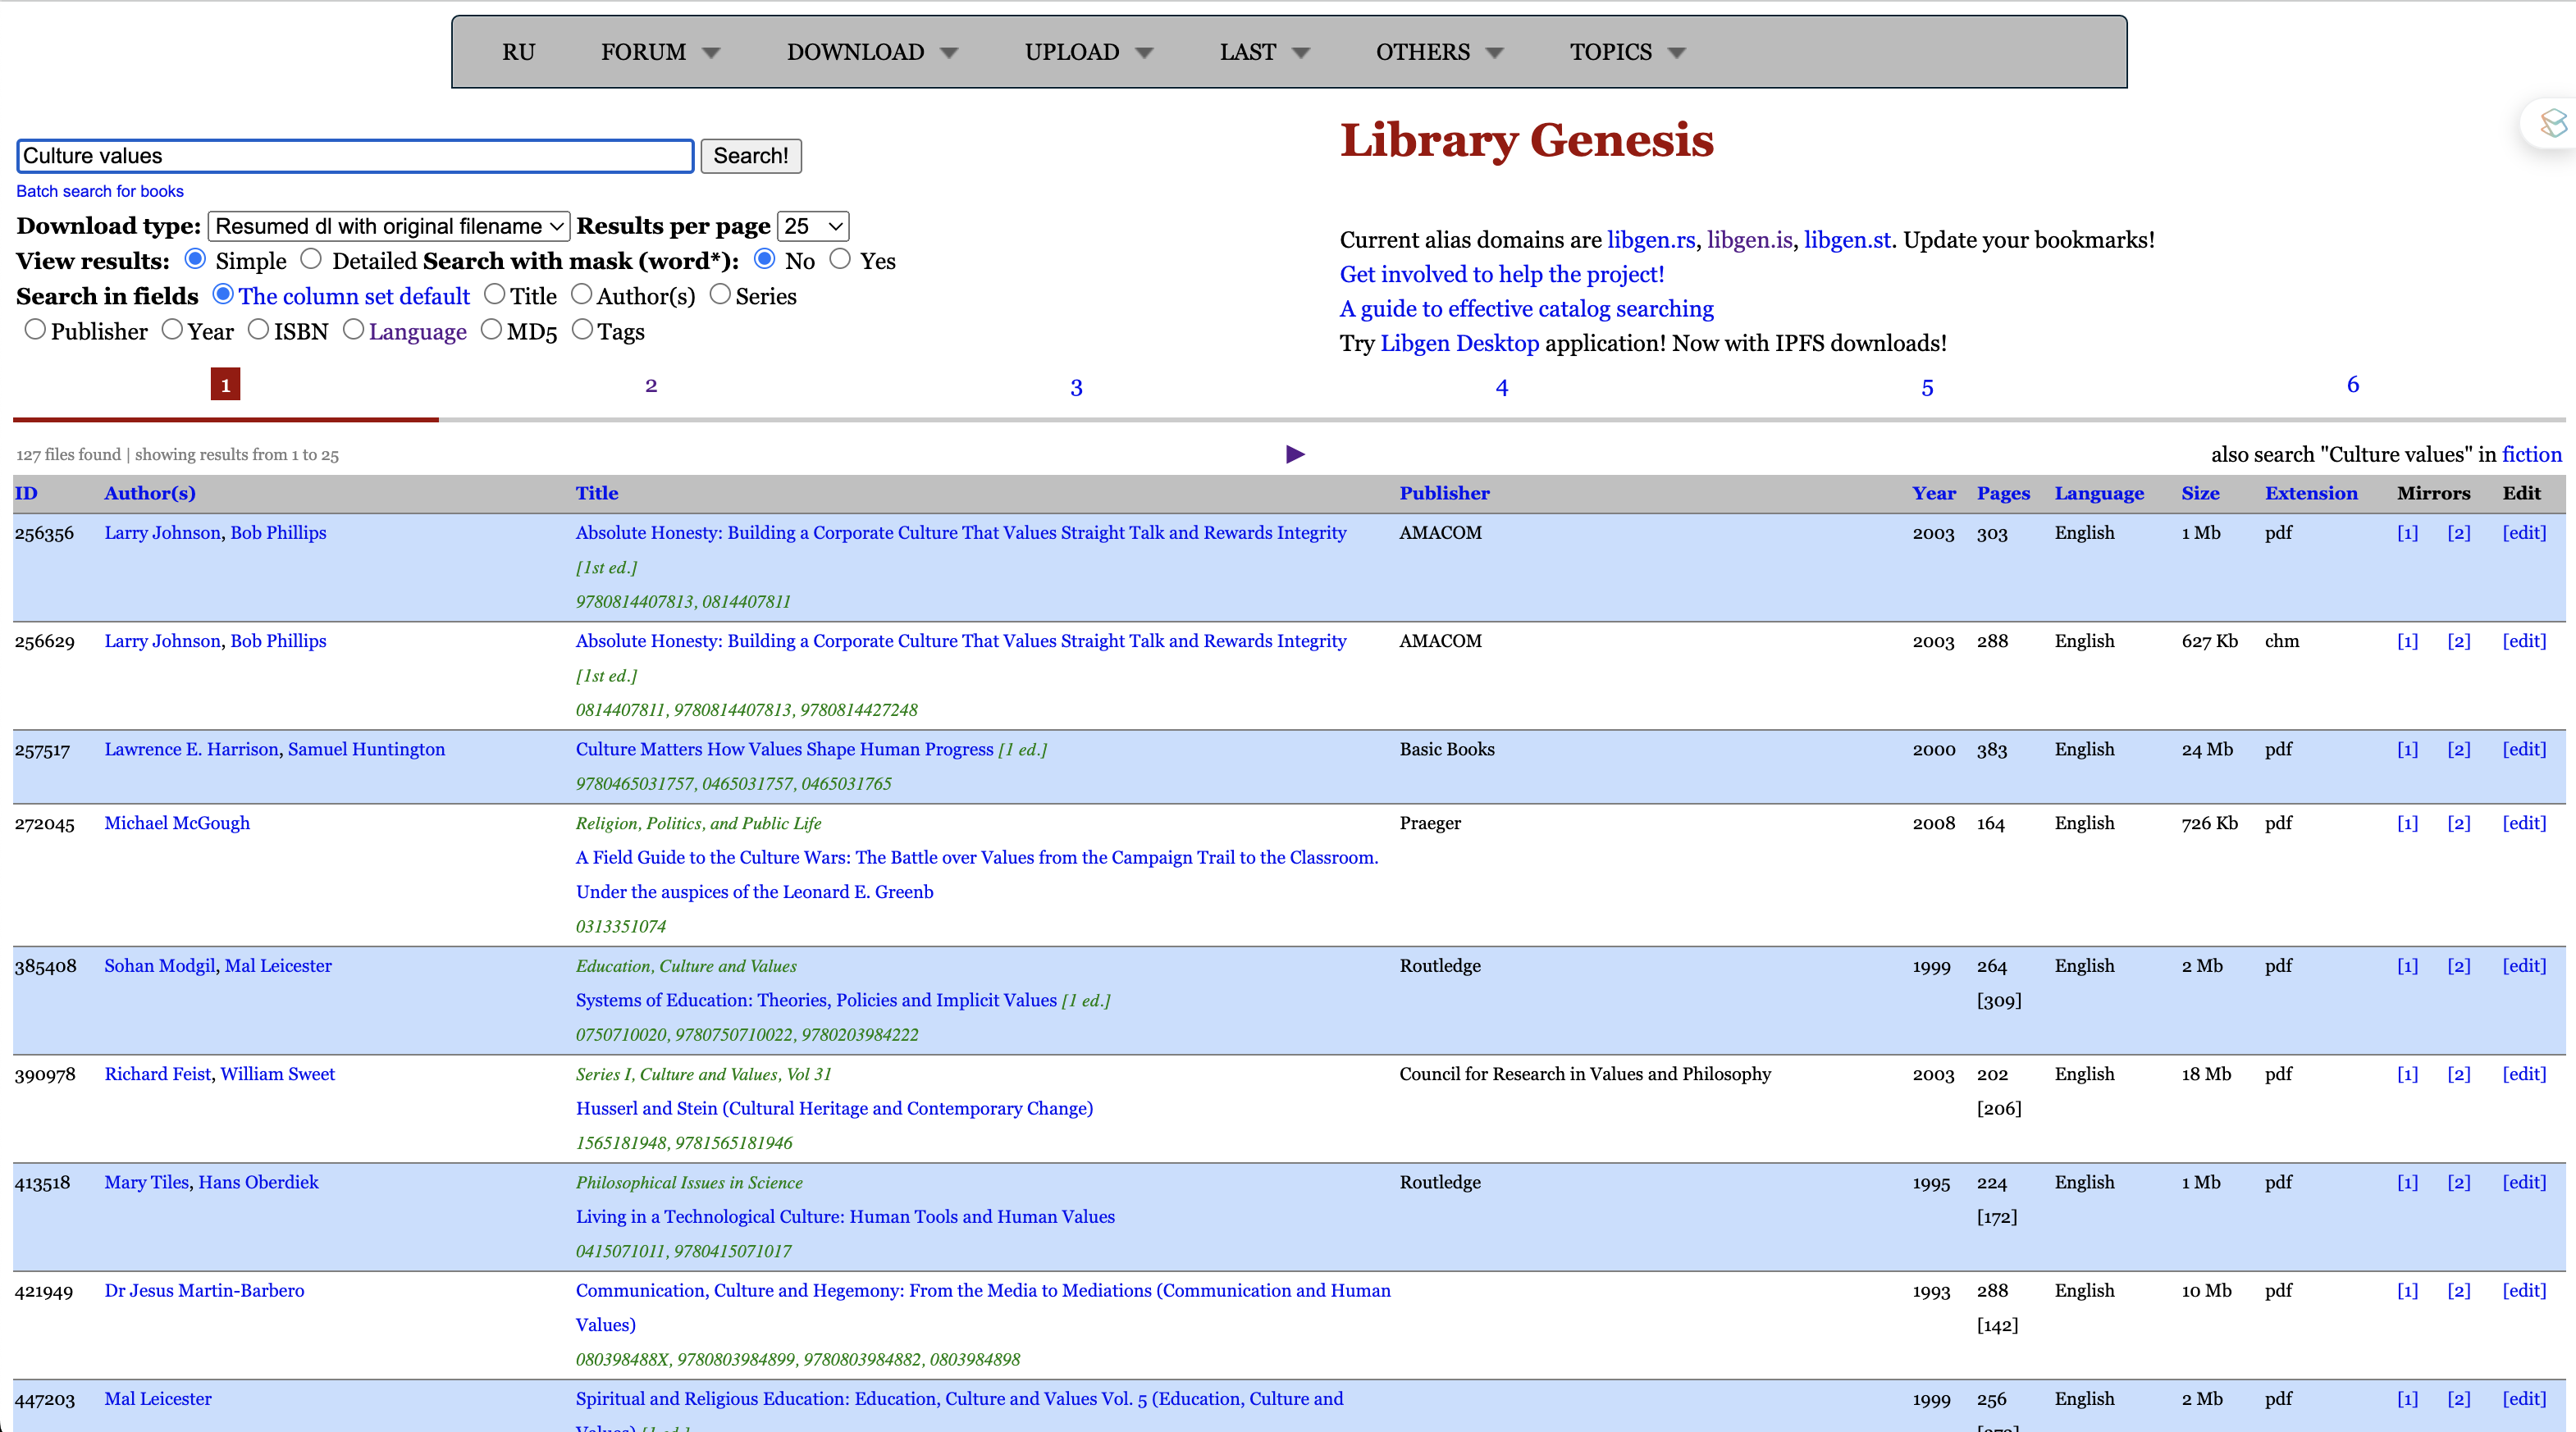 RU FORUM DOWNLOAD UPLOAD LAST OTHERS TOPICS
Culture values Search!
Batch search for books
Download type: Resumed dl with original filename Results per page 25
View results: Simple Detailed Search with mask (word*): No Yes
Search in fields The column set default Title Author(s) Series
Publisher Year ISBN Language MD5 Tags
Library Genesis
Current alias domains are libgen.rs, libgen.is, libgen.st. Update your bookmarks!
Get involved to help the project!
A guide to effective catalog searching
Try Libgen Desktop application! Now with IPFS downloads!
1 2 3 4 5 6
127 files found | showing results from 1 to 25 ▶ also search "Culture values" in fiction
ID Author(s) Title Publisher Year Pages Language Size Extension Mirrors Edit
256356 Larry Johnson, Bob Phillips Absolute Honesty: Building a Corporate Culture That Values Straight Talk and Rewards Integrity AMACOM 2003 303 English 1 Mb pdf [1] [2] [edit]
[1st ed.]
9780814407813, 0814407811
256629 Larry Johnson, Bob Phillips Absolute Honesty: Building a Corporate Culture That Values Straight Talk and Rewards Integrity AMACOM 2003 288 English 627 Kb chm [1] [2] [edit]
[1st ed.]
0814407811, 9780814407813, 9780814427248
257517 Lawrence E. Harrison, Samuel Huntington Culture Matters How Values Shape Human Progress [1 ed.] Basic Books 2000 383 English 24 Mb pdf [1] [2] [edit]
9780465031757, 0465031757, 0465031765
272045 Michael McGough Religion, Politics, and Public Life Praeger 2008 164 English 726 Kb pdf [1] [2] [edit]
A Field Guide to the Culture Wars: The Battle over Values from the Campaign Trail to the Classroom.
Under the auspices of the Leonard E. Greenb
0313351074
385408 Sohan Modgil, Mal Leicester Education, Culture and Values Routledge 1999 264 English 2 Mb pdf [1] [2] [edit]
Systems of Education: Theories, Policies and Implicit Values [1 ed.] [309]
0750710020, 9780750710022, 9780203984222
390978 Richard Feist, William Sweet Series I, Culture and Values, Vol 31 Council for Research in Values and Philosophy 2003 202 English 18 Mb pdf [1] [2] [edit]
Husserl and Stein (Cultural Heritage and Contemporary Change) [206]
1565181948, 9781565181946
413518 Mary Tiles, Hans Oberdiek Philosophical Issues in Science Routledge 1995 224 English 1 Mb pdf [1] [2] [edit]
Living in a Technological Culture: Human Tools and Human Values [172]
0415071011, 9780415071017
421949 Dr Jesus Martin-Barbero Communication, Culture and Hegemony: From the Media to Mediations (Communication and Human 1993 288 English 10 Mb pdf [1] [2] [edit]
Values) [142]
080398488X, 9780803984899, 9780803984882, 0803984898
447203 Mal Leicester Spiritual and Religious Education: Education, Culture and Values Vol. 5 (Education, Culture and 1999 256 English 2 Mb pdf [1] [2] [edit]